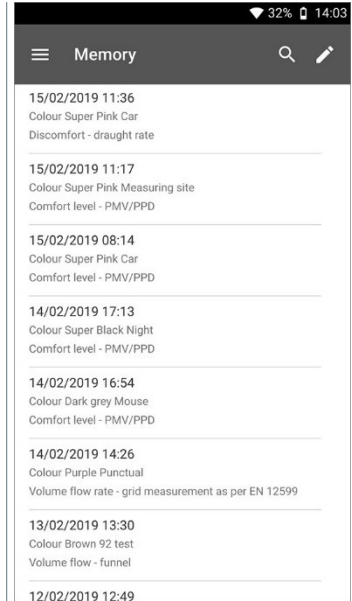 32% 14:03
Memory
15/02/2019 11:36
Colour Super Pink Car
Discomfort - draught rate
15/02/2019 11:17
Colour Super Pink Measuring site
Comfort level - PMV/PPD
15/02/2019 08:14
Colour Super Pink Car
Comfort level - PMV/PPD
14/02/2019 17:13
Colour Super Black Night
Comfort level - PMV/PPD
14/02/2019 16:54
Colour Dark grey Mouse
Comfort level - PMV/PPD
14/02/2019 14:26
Colour Purple Punctual
Volume flow rate - grid measurement as per EN 12599
13/02/2019 13:30
Colour Brown 92 test
Volume flow - funnel
12/02/2019 12:49